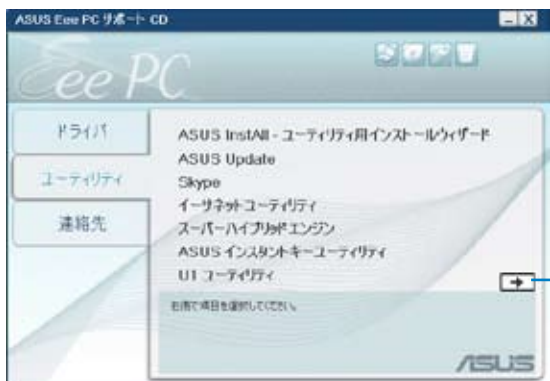 ASUS Eee PC サポート CD
Eee PC
ドライバ
ユーティリティ
連絡先
ASUS InstAll - ユーティリティ用インストールウィザード
ASUS Update
Skype
イーサネットユーティリティ
スーパーハイブリッドエンジン
ASUS インスタントキーユーティリティ
U1 ユーティリティ
右側で項目を選択してください。
ASUS